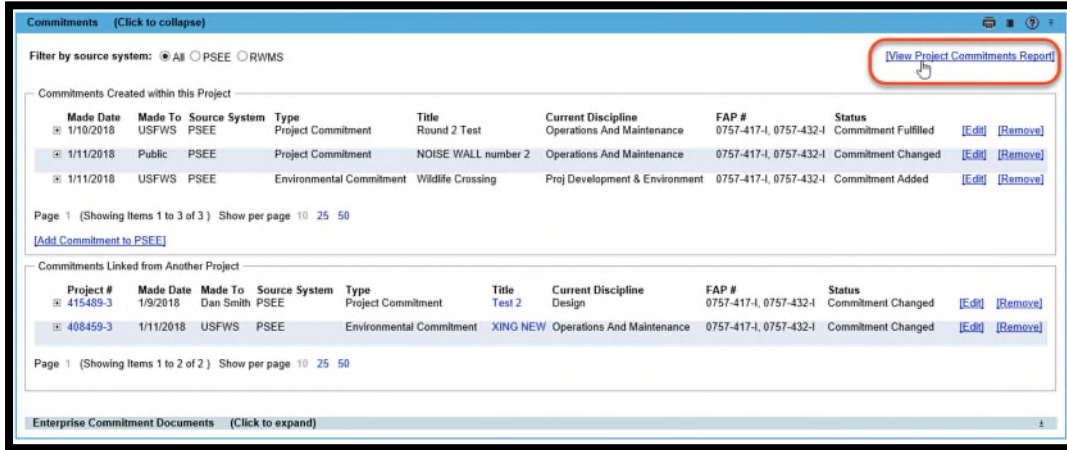 Commitments (Click to collapse)
Filter by source system: All PSEE RWMS [View Project Commitments Report]
Commitments Created within this Project
Made Date Made To Source System Type Title Current Discipline FAP # Status
1/10/2018 USFWS PSEE Project Commitment Round 2 Test Operations And Maintenance 0757-417-I, 0757-432-I Commitment Fulfilled [Edit] [Remove]
1/11/2018 Public PSEE Project Commitment NOISE WALL number 2 Operations And Maintenance 0757-417-I, 0757-432-I Commitment Changed [Edit] [Remove]
1/11/2018 USFWS PSEE Environmental Commitment Wildlife Crossing Proj Development & Environment 0757-417-I, 0757-432-I Commitment Added [Edit] [Remove]
Page 1 (Showing Items 1 to 3 of 3 ) Show per page 10 25 50
[Add Commitment to PSEE]
Commitments Linked from Another Project
Project # Made Date Made To Source System Type Title Current Discipline FAP # Status
415489-3 1/9/2018 Dan Smith PSEE Project Commitment Test 2 Design 0757-417-I, 0757-432-I Commitment Changed [Edit] [Remove]
408459-3 1/11/2018 USFWS PSEE Environmental Commitment XING NEW Operations And Maintenance 0757-417-I, 0757-432-I Commitment Changed [Edit] [Remove]
Page 1 (Showing Items 1 to 2 of 2 ) Show per page 10 25 50
Enterprise Commitment Documents (Click to expand)